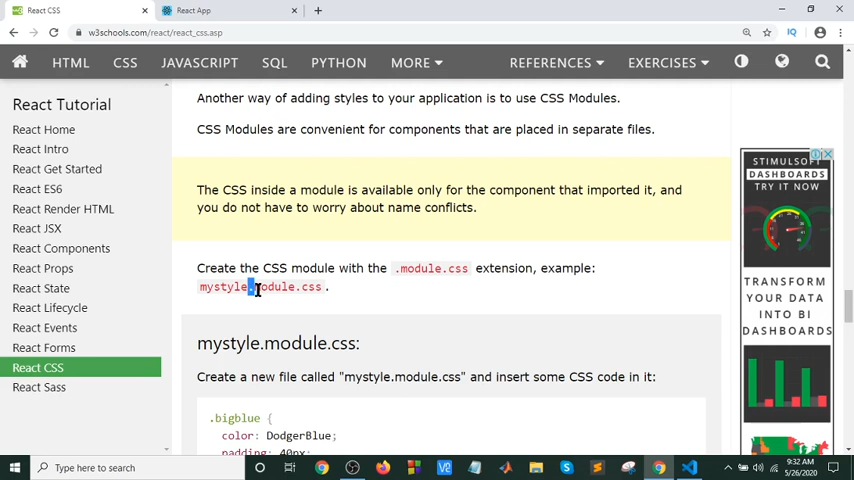 React CSS
React App
w3schools.com/react/react_css.asp
IQ
HTML
CSS
JAVASCRIPT
SQL
PYTHON
MORE
REFERENCES
EXERCISES
React Tutorial
React Home
React Intro
React Get Started
React ES6
React Render HTML
React JSX
React Components
React Props
React State
React Lifecycle
React Events
React Forms
React CSS
React Sass
Another way of adding styles to your application is to use CSS Modules.
CSS Modules are convenient for components that are placed in separate files.
The CSS inside a module is available only for the component that imported it, and
you do not have to worry about name conflicts.
Create the CSS module with the .module.css extension, example:
mystyle.module.css.
mystyle.module.css:
Create a new file called "mystyle.module.css" and insert some CSS code in it:
.bigblue {
color: DodgerBlue;
padding: 40px;
STIMULSOFT
DASHBOARDS
TRY IT NOW
TRANSFORM
YOUR DATA
INTO BI
DASHBOARDS
Type here to search
9:32 AM
5/26/2020